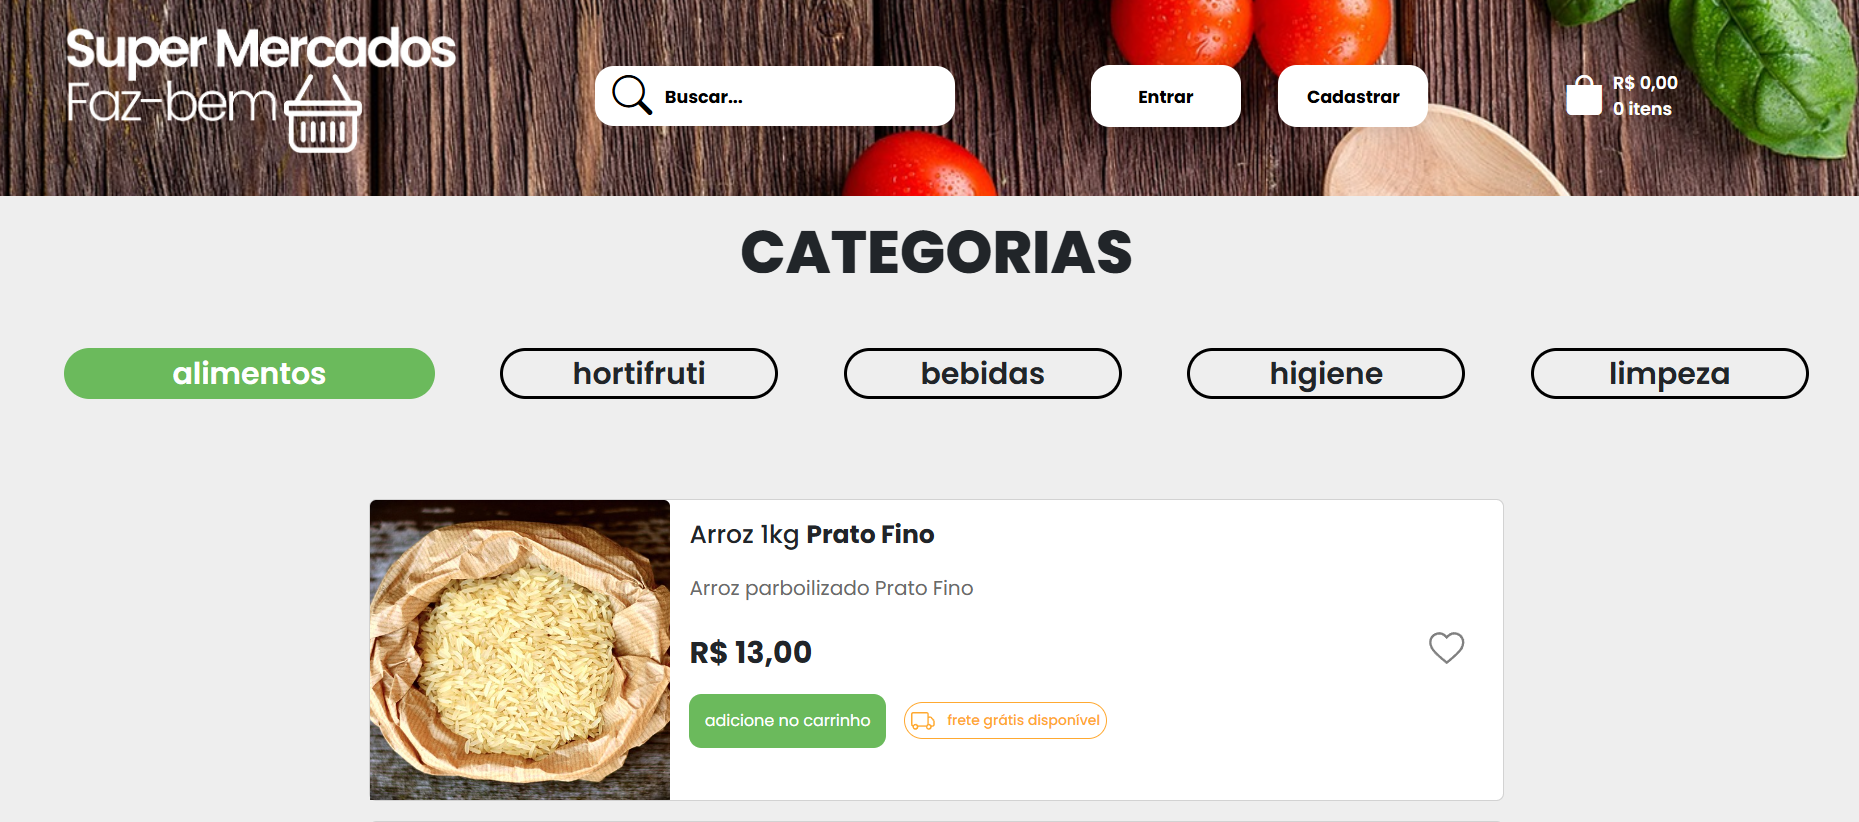 Super Mercados
Faz-bem
Buscar...
Entrar
Cadastrar
R$ 0,00
0 itens
CATEGORIAS
alimentos
hortifruti
bebidas
higiene
limpeza
Arroz 1kg Prato Fino
Arroz parboilizado Prato Fino
R$ 13,00
adicione no carrinho
frete grátis disponível